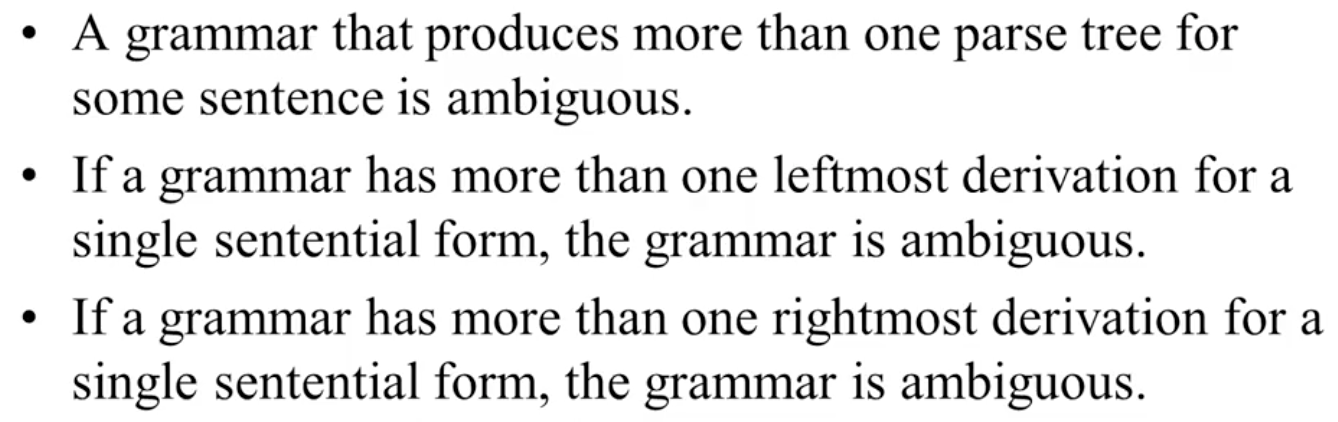 • A grammar that produces more than one parse tree for
some sentence is ambiguous.
• If a grammar has more than one leftmost derivation for a
single sentential form, the grammar is ambiguous.
• If a grammar has more than one rightmost derivation for a
single sentential form, the grammar is ambiguous.